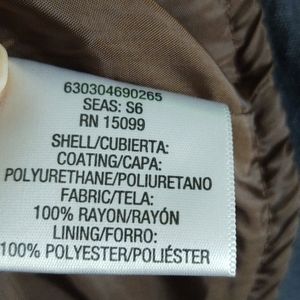 630304690265
SEAS: S6
RN 15099
SHELL/CUBIERTA:
COATING/CAPA:
POLYURETHANE/POLIURETANO
FABRIC/TELA:
100% RAYON/RAYÓN
LINING/FORRO:
100% POLYESTER/POLIÉSTER